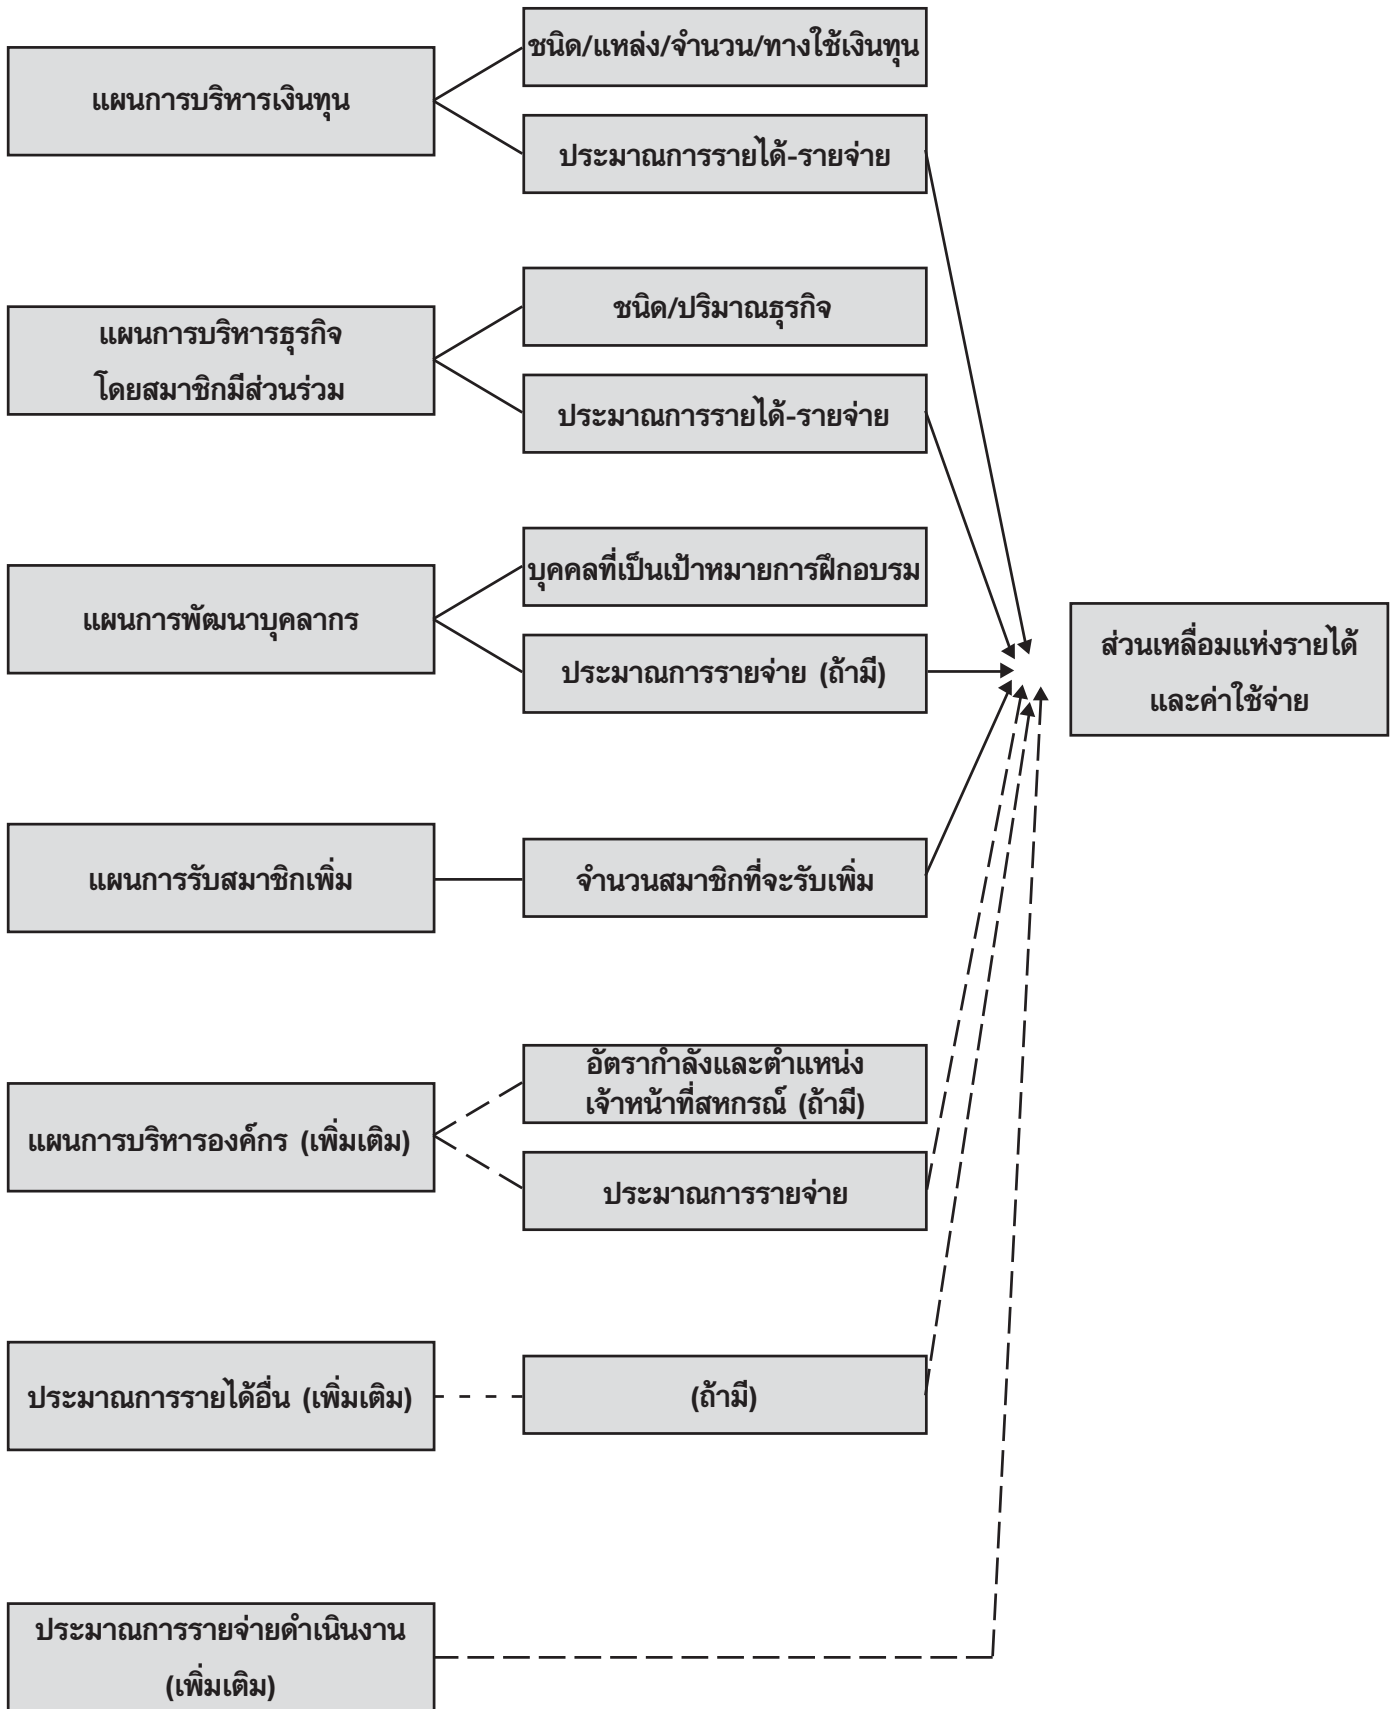 แผนการบริหารเงินทุน
ชนิด/แหล่ง/จำนวน/ทางใช้เงินทุน
ประมาณการรายได้-รายจ่าย
แผนการบริหารธุรกิจ
โดยสมาชิกมีส่วนร่วม
ชนิด/ปริมาณธุรกิจ
ประมาณการรายได้-รายจ่าย
แผนการพัฒนาบุคลากร
บุคคลที่เป็นเป้าหมายการฝึกอบรม
ประมาณการรายจ่าย (ถ้ามี)
ส่วนเหลื่อมแห่งรายได้
และค่าใช้จ่าย
แผนการรับสมาชิกเพิ่ม
จำนวนสมาชิกที่จะรับเพิ่ม
แผนการบริหารองค์กร (เพิ่มเติม)
อัตรากำลังและตำแหน่ง
เจ้าหน้าที่สหกรณ์ (ถ้ามี)
ประมาณการรายจ่าย
ประมาณการรายได้อื่น (เพิ่มเติม)
(ถ้ามี)
ประมาณการรายจ่ายดำเนินงาน
(เพิ่มเติม)